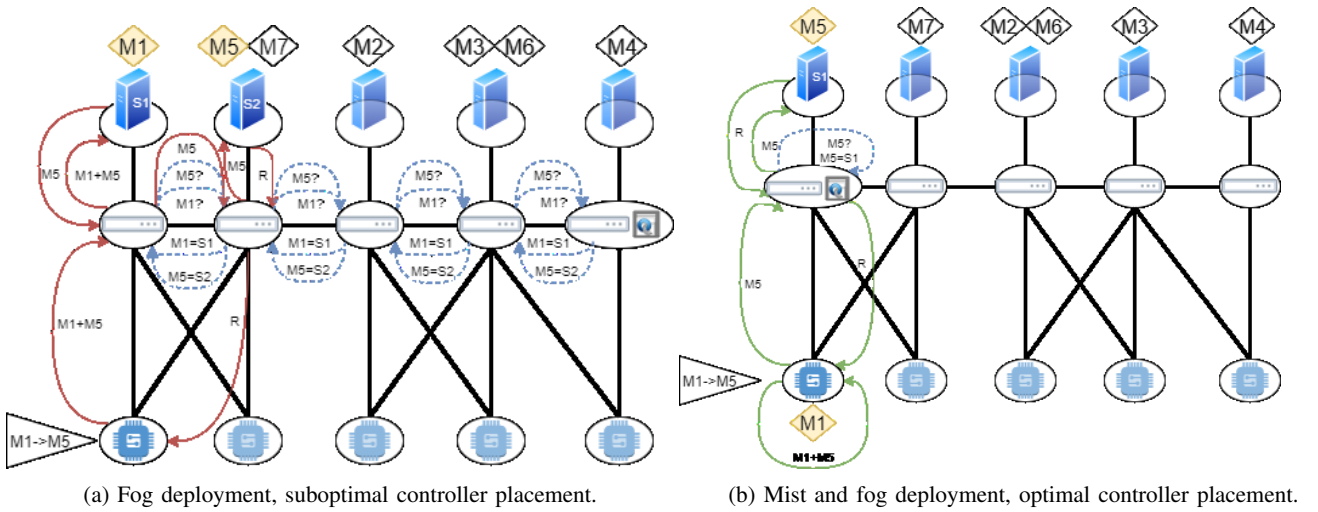 M1 M5 M7 M2 M3 M6 M4
S1 S2
M5 M1+M5 M5 M5 R
M5? M5? M5? M5?
M1? M1? M1? M1?
M1=S1 M1=S1 M1=S1 M1=S1
M5=S2 M5=S2 M5=S2 M5=S2
M1+M5 R
M1->M5
(a) Fog deployment, suboptimal controller placement.
M5 M7 M2 M6 M3 M4
S1
R M5 M5?
M5=S1
M5 R
M1->M5
M1
M1+M5
(b) Mist and fog deployment, optimal controller placement.